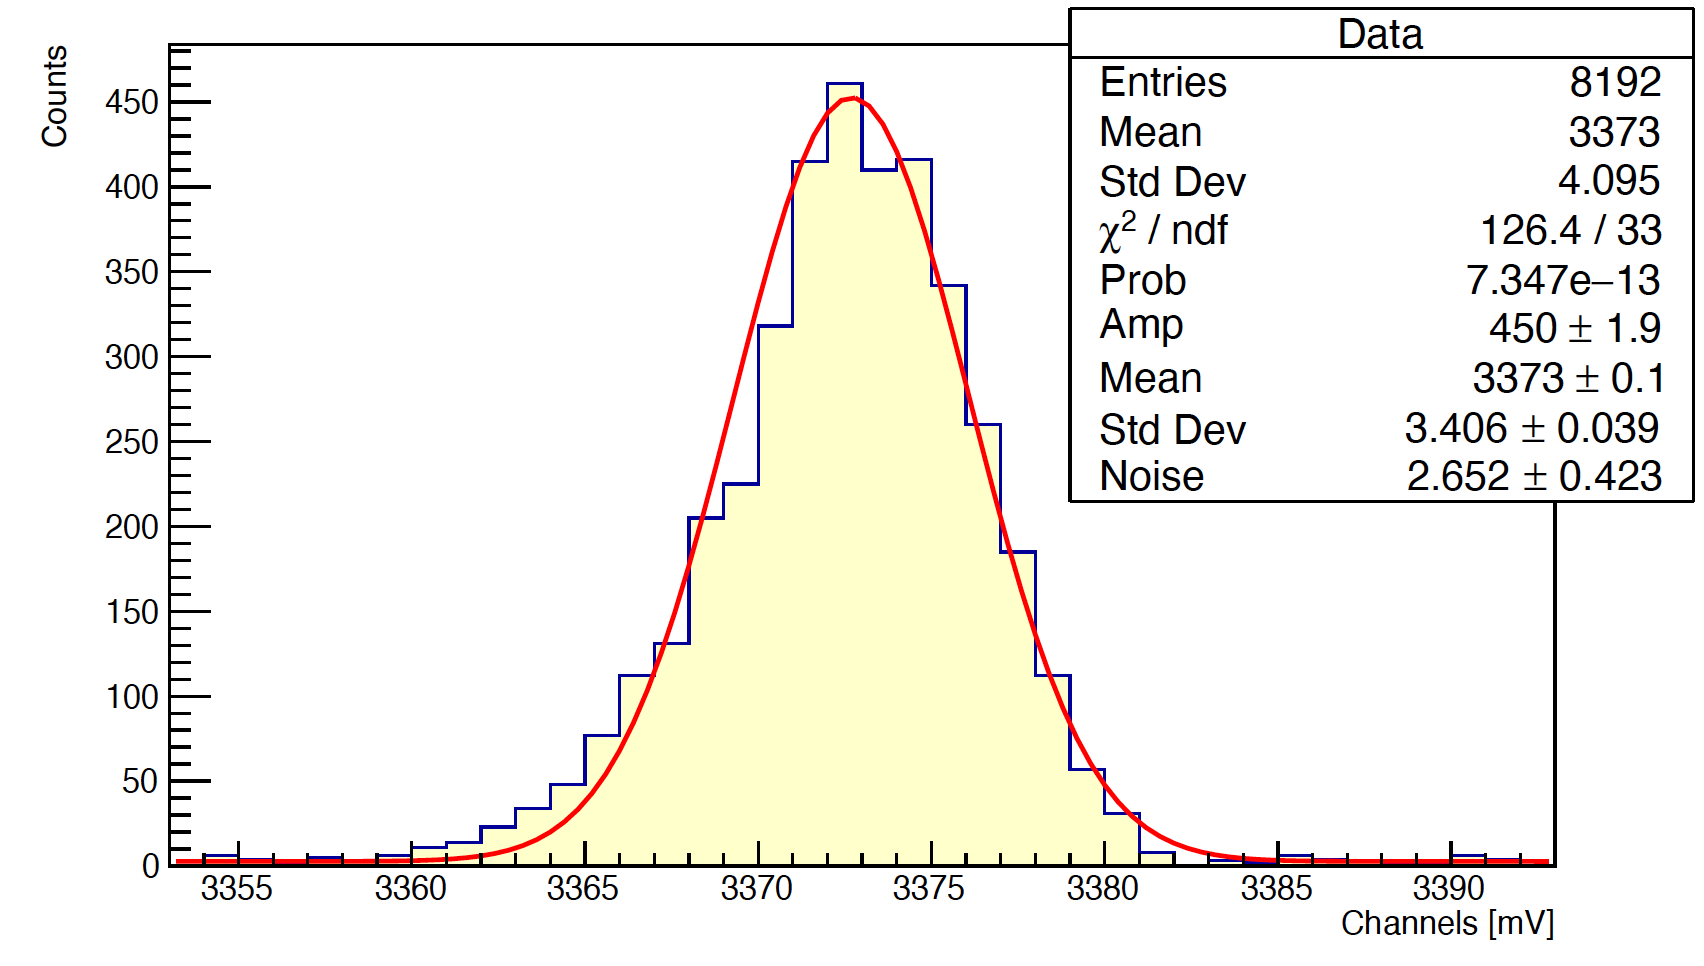 Data
Entries 8192
Mean 3373
Std Dev 4.095
χ² / ndf 126.4 / 33
Prob 7.347e−13
Amp 450 ± 1.9
Mean 3373 ± 0.1
Std Dev 3.406 ± 0.039
Noise 2.652 ± 0.423
Counts
450
400
350
300
250
200
150
100
50
0
3355 3360 3365 3370 3375 3380 3385 3390
Channels [mV]